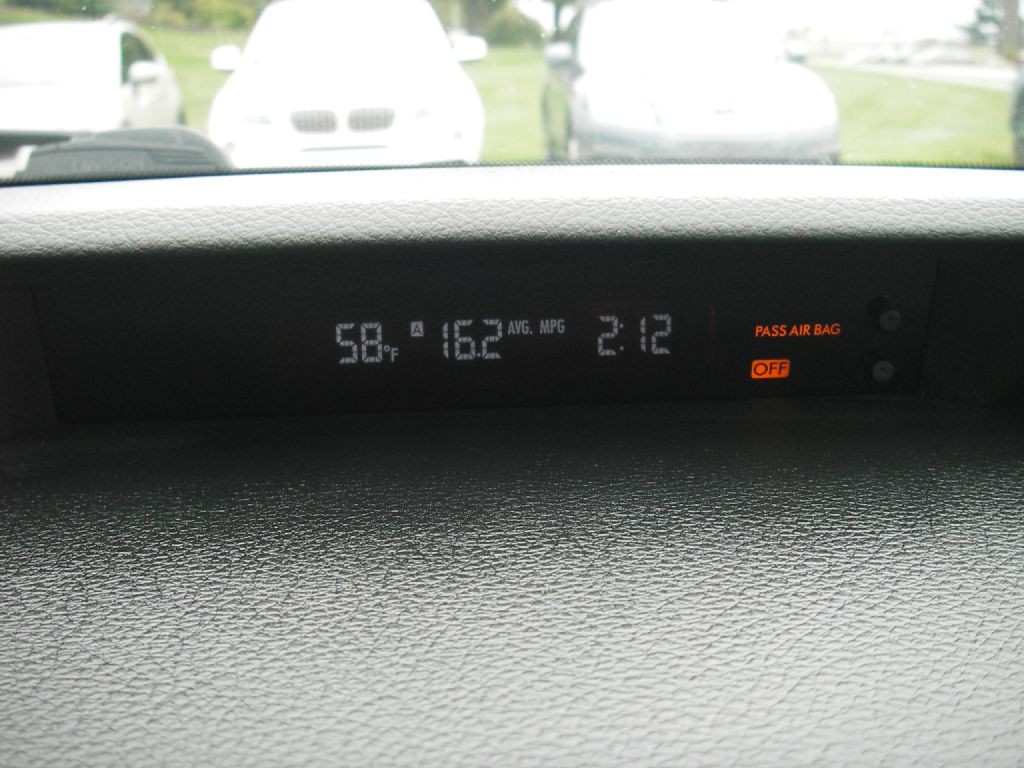 58°F A 16.2 AVG. MPG 2:12 PASS AIR BAG
OFF